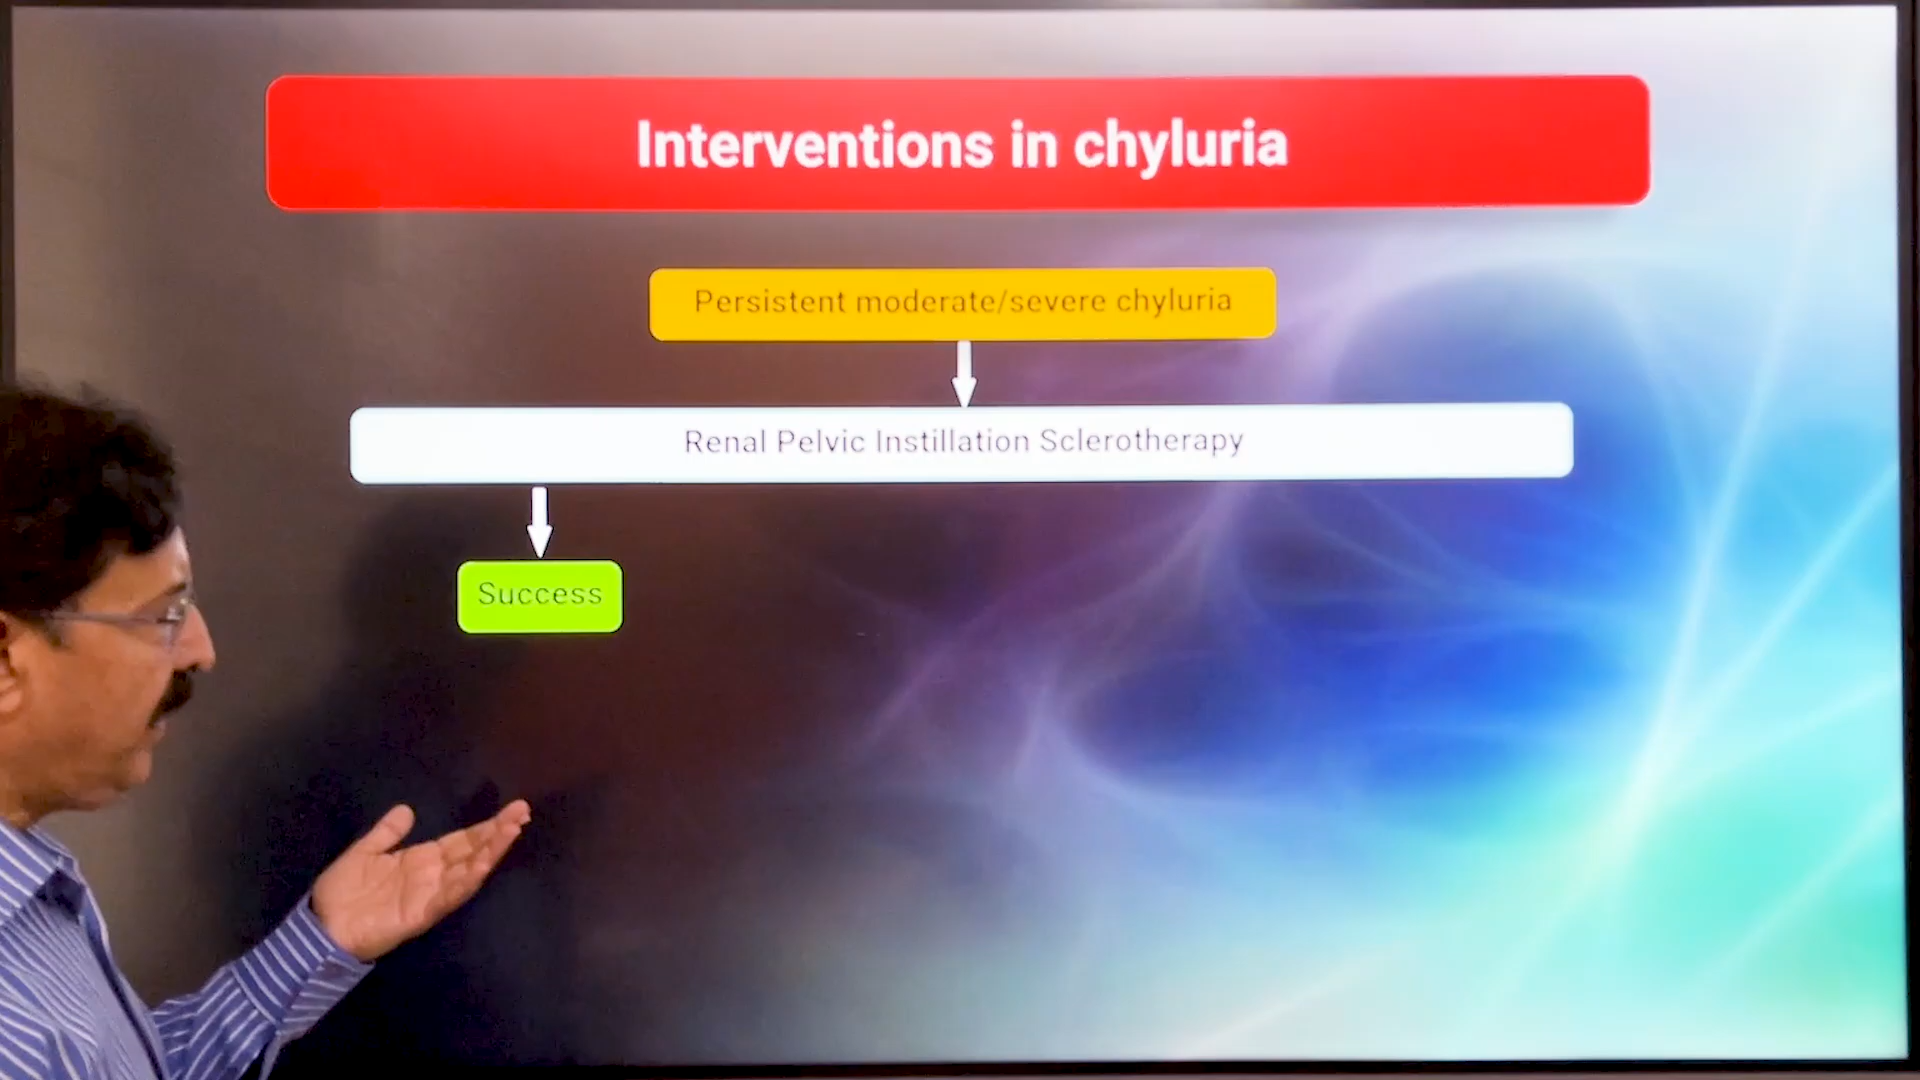 Interventions in chyluria
Persistent moderate/severe chyluria
Renal Pelvic Instillation Sclerotherapy
Success